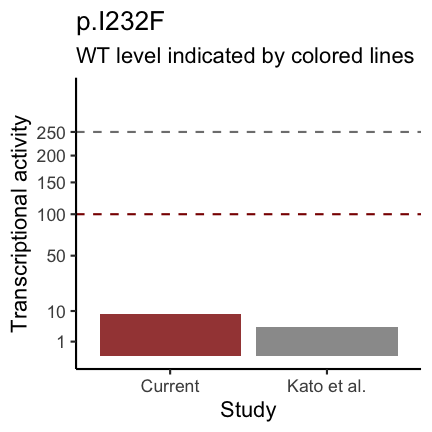 p.I232F
WT level indicated by colored lines
Transcriptional activity
250
200
150
100
50
10
1
Current
Kato et al.
Study